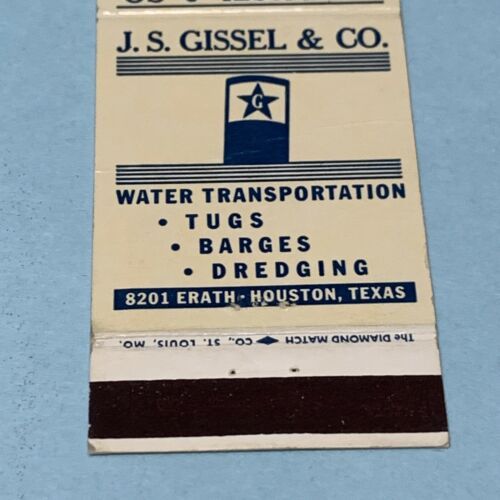 J. S. GISSEL & CO.
G
WATER TRANSPORTATION
• TUGS
• BARGES
• DREDGING
8201 ERATH - HOUSTON, TEXAS
The DIAMOND MATCH CO., ST. LOUIS, MO.